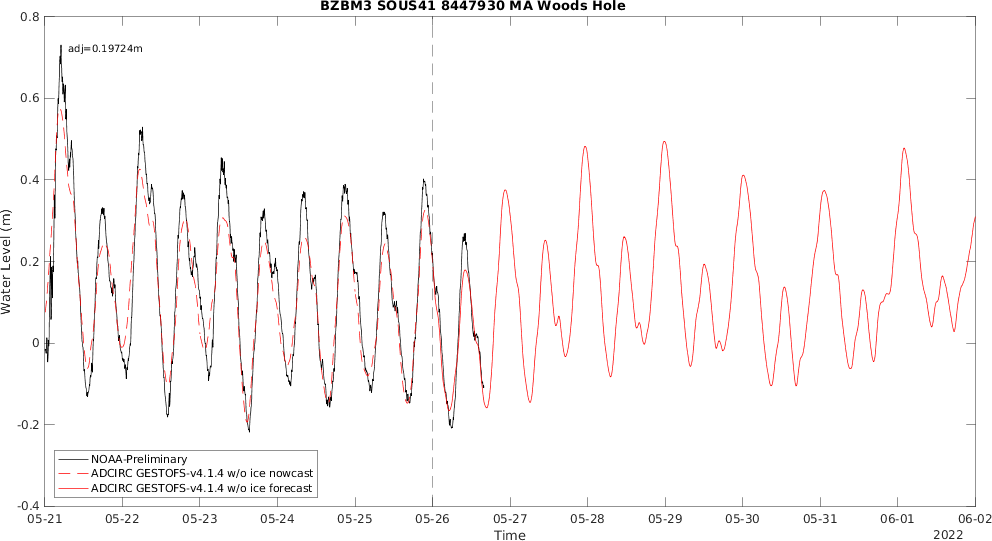 BZBM3 SOUS41 8447930 MA Woods Hole
adj=0.19724m
Water Level (m)
0.8
0.6
0.4
0.2
0
-0.2
-0.4
NOAA-Preliminary
ADCIRC GESTOFS-v4.1.4 w/o ice nowcast
ADCIRC GESTOFS-v4.1.4 w/o ice forecast
05-21 05-22 05-23 05-24 05-25 05-26 05-27 05-28 05-29 05-30 05-31 06-01 06-02
Time
2022